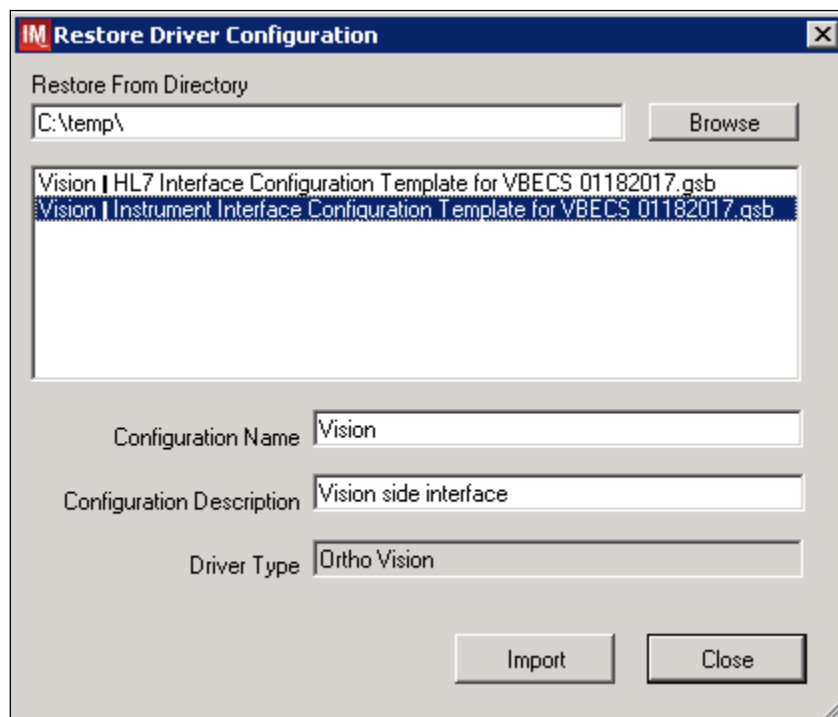 IM Restore Driver Configuration
Restore From Directory
C:\temp\
Browse
Vision | HL7 Interface Configuration Template for VBECS 01182017.gsb
Vision | Instrument Interface Configuration Template for VBECS 01182017.gsb
Configuration Name
Vision
Configuration Description
Vision side interface
Driver Type
Ortho Vision
Import
Close